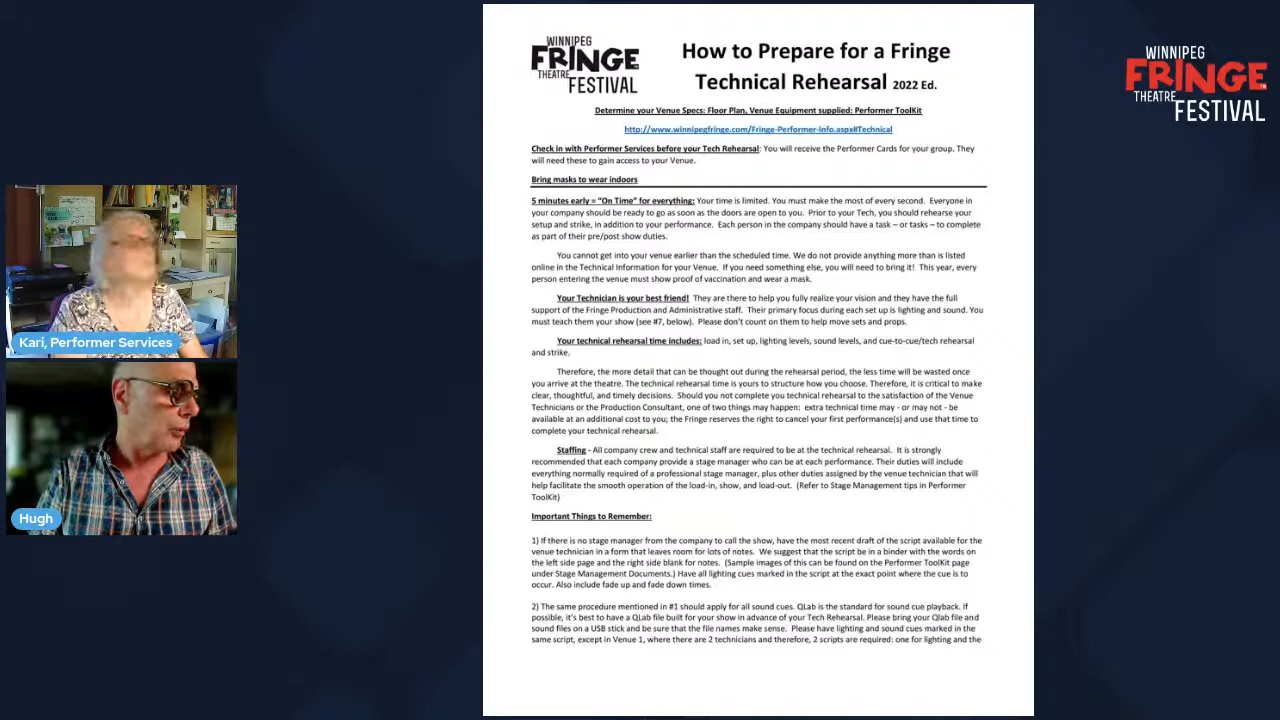 WINNIPEG
FRINGE
THEATRE
FESTIVAL
How to Prepare for a Fringe
Technical Rehearsal 2022 Ed.
Determine your Venue Specs: Floor Plan, Venue Equipment supplied: Performer ToolKit
http://www.winnipegfringe.com/Fringe-Performer-Info.aspx#Technical
Check in with Performer Services before your Tech Rehearsal: You will receive the Performer Cards for your group. They
will need these to gain access to your Venue.
Bring masks to wear indoors
5 minutes early = “On Time” for everything: Your time is limited. You must make the most of every second. Everyone in
your company should be ready to go as soon as the doors are open to you. Prior to your Tech, you should rehearse your
setup and strike, in addition to your performance. Each person in the company should have a task – or tasks – to complete
as part of their pre/post show duties.
You cannot get into your venue earlier than the scheduled time. We do not provide anything more than is listed
online in the Technical Information for your Venue. If you need something else, you will need to bring it! This year, every
person entering the venue must show proof of vaccination and wear a mask.
Your Technician is your best friend! They are there to help you fully realize your vision and they have the full
support of the Fringe Production and Administrative staff. Their primary focus during each set up is lighting and sound. You
must teach them your show (see #7, below). Please don’t count on them to help move sets and props.
Your technical rehearsal time includes: load in, set up, lighting levels, sound levels, and cue-to-cue/tech rehearsal
and strike.
Therefore, the more detail that can be thought out during the rehearsal period, the less time will be wasted once
you arrive at the theatre. The technical rehearsal time is yours to structure how you choose. Therefore, it is critical to make
clear, thoughtful, and timely decisions. Should you not complete you technical rehearsal to the satisfaction of the Venue
Technicians or the Production Consultant, one of two things may happen: extra technical time may - or may not - be
available at an additional cost to you; the Fringe reserves the right to cancel your first performance(s) and use that time to
complete your technical rehearsal.
Staffing - All company crew and technical staff are required to be at the technical rehearsal. It is strongly
recommended that each company provide a stage manager who can be at each performance. Their duties will include
everything normally required of a professional stage manager, plus other duties assigned by the venue technician that will
help facilitate the smooth operation of the load-in, show, and load-out. (Refer to Stage Management tips in Performer
ToolKit)
Important Things to Remember:
1) If there is no stage manager from the company to call the show, have the most recent draft of the script available for the
venue technician in a form that leaves room for lots of notes. We suggest that the script be in a binder with the words on
the left side page and the right side blank for notes. (Sample images of this can be found on the Performer ToolKit page
under Stage Management Documents.) Have all lighting cues marked in the script at the exact point where the cue is to
occur. Also include fade up and fade down times.
2) The same procedure mentioned in #1 should apply for all sound cues. QLab is the standard for sound cue playback. If
possible, it’s best to have a QLab file built for your show in advance of your Tech Rehearsal. Please bring your Qlab file and
sound files on a USB stick and be sure that the file names make sense. Please have lighting and sound cues marked in the
same script, except in Venue 1, where there are 2 technicians and therefore, 2 scripts are required: one for lighting and the
Kari, Performer Services
Hugh
WINNIPEG
FRINGE
THEATRE
FESTIVAL